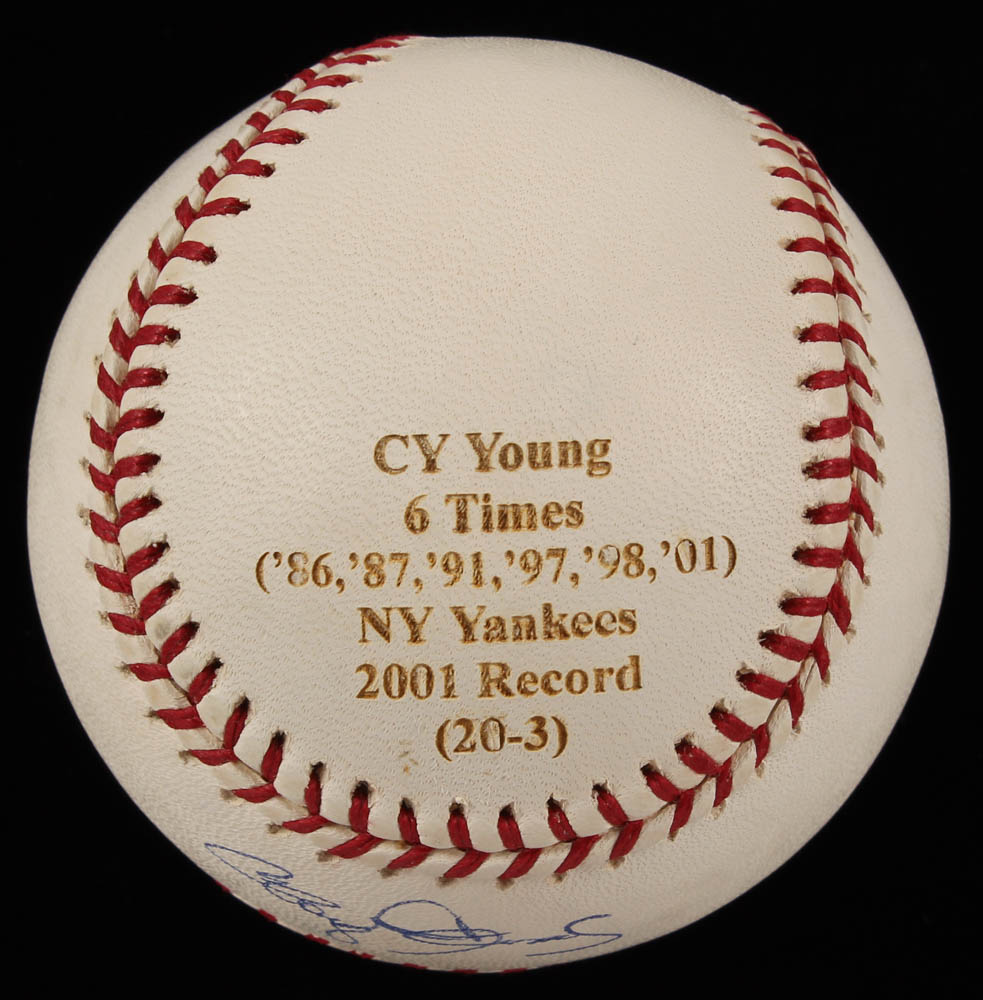 CY Young
6 Times
('86,'87,'91,'97,'98,'01)
NY Yankees
2001 Record
(20-3)